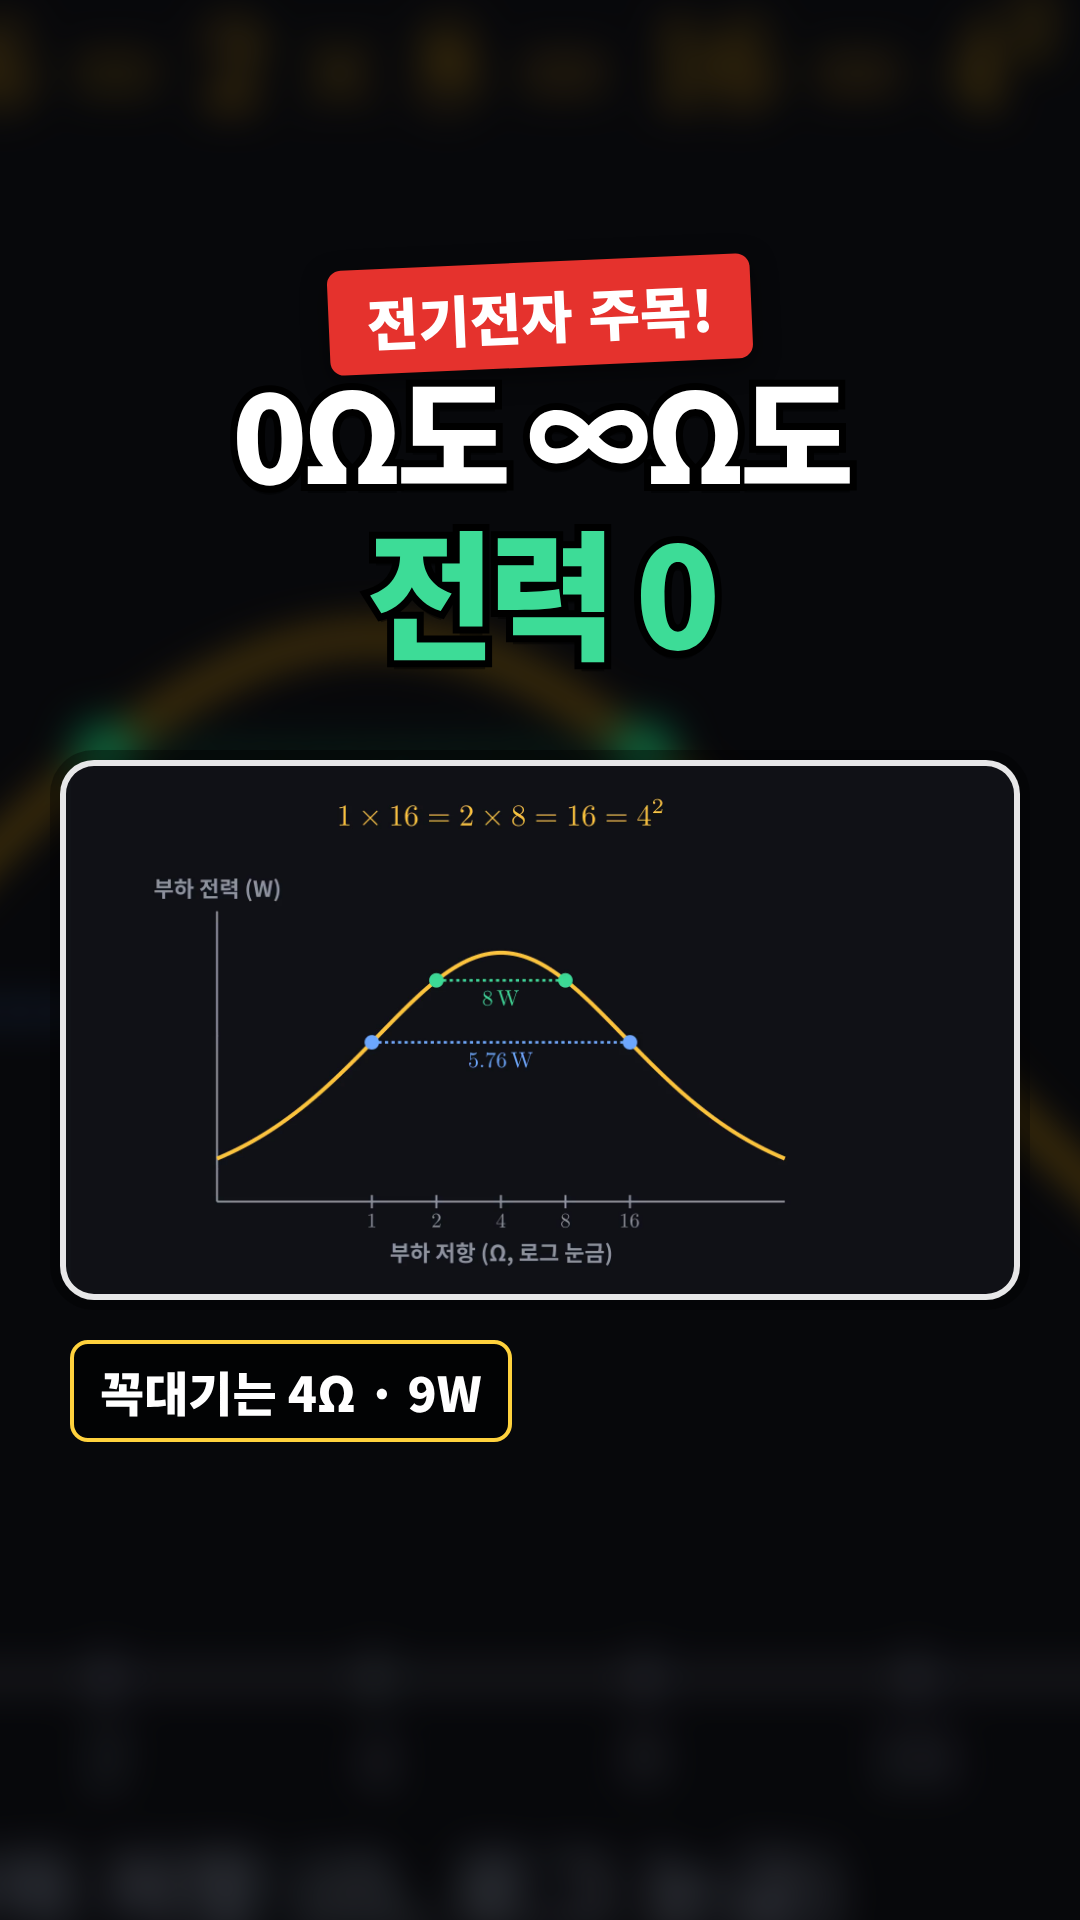 전기전자 주목!
0Ω도 ∞Ω도
전력 0
1 × 16 = 2 × 8 = 16 = 4²
부하 전력 (W)
8 W
5.76 W
1 2 4 8 16
부하 저항 (Ω, 로그 눈금)
꼭대기는 4Ω · 9W